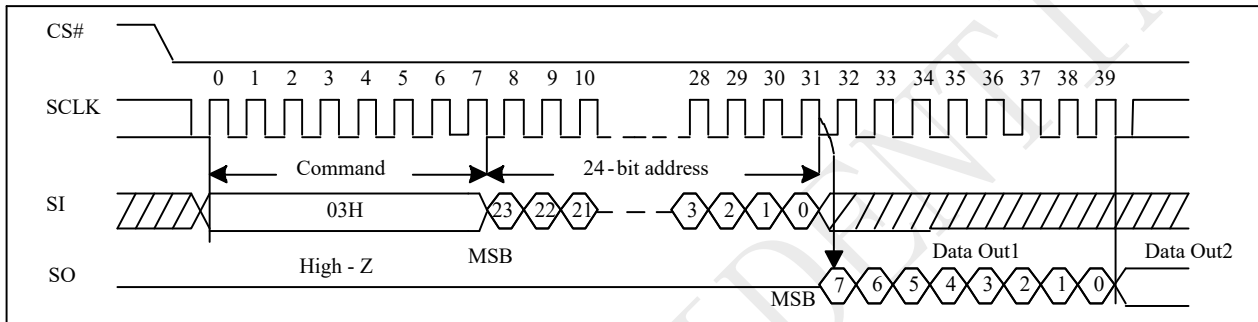 CS#
0 1 2 3 4 5 6 7 8 9 10 28 29 30 31 32 33 34 35 36 37 38 39
SCLK
Command 24-bit address
SI 03H 23 22 21 3 2 1 0
High - Z MSB Data Out1 Data Out2
SO MSB 7 6 5 4 3 2 1 0